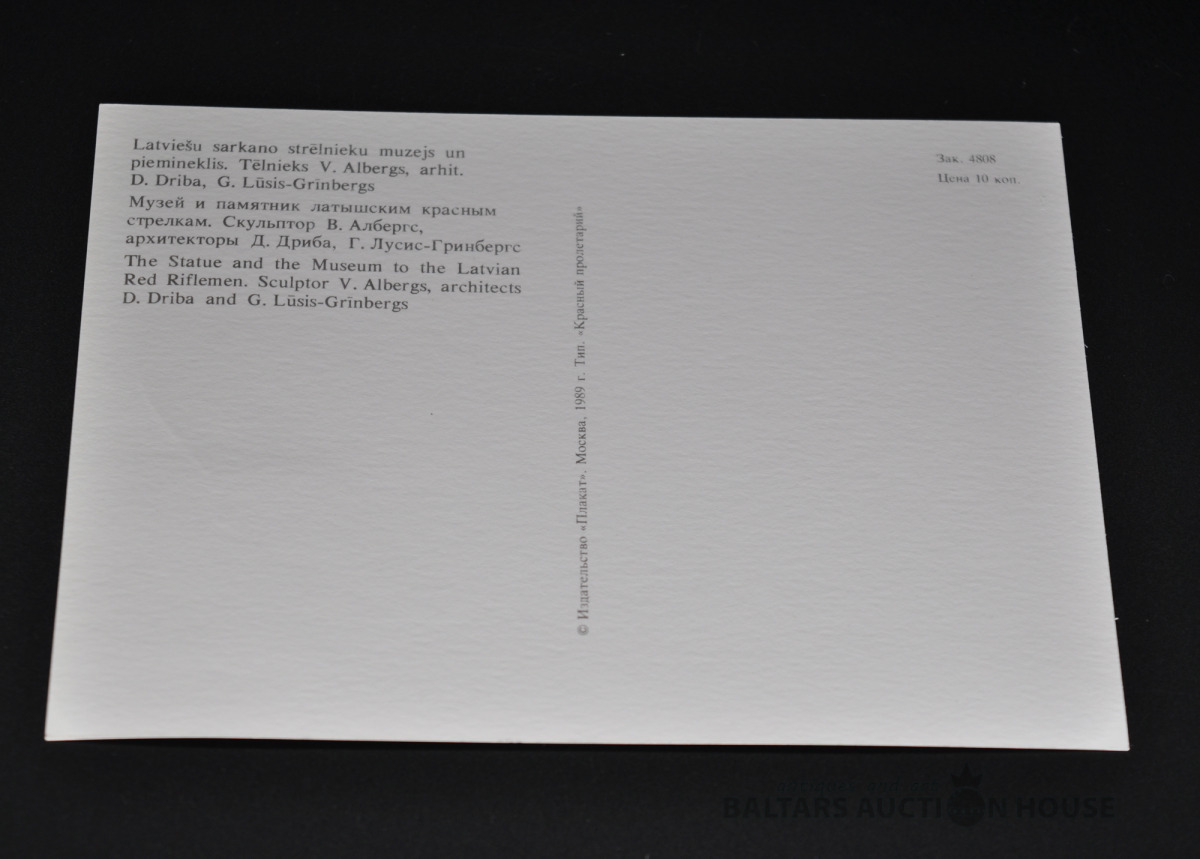 Latviešu sarkano strēlnieku muzejs un
piemineklis. Tēlnieks V. Albergs, arhit.
D. Driba, G. Lūsis-Grīnbergs
Музей и памятник латышским красным
стрелкам. Скульптор В. Албергс,
архитекторы Д. Дриба, Г. Лусис-Гринбергс
The Statue and the Museum to the Latvian
Red Riflemen. Sculptor V. Albergs, architects
D. Driba and G. Lūsis-Grīnbergs
© Издательство «Плакат», Москва, 1989 г. Тип. «Красный пролетарий»
Зак. 4808
Цена 10 коп.
BALTARS AUCTION HOUSE